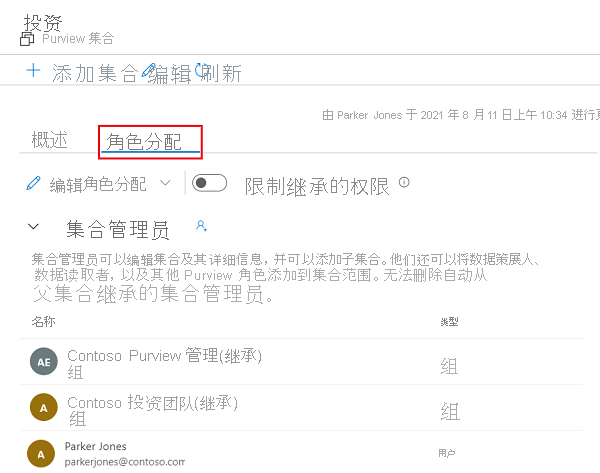 投资
Purview 集合
添加集合 编辑 刷新
由 Parker Jones 于 2021 年 8 月 11 日上午 10:34 进行
概述 角色分配
编辑角色分配 限制继承的权限
集合管理员
集合管理员可以编辑集合及其详细信息，并可以添加子集合。他们还可以将数据策展人、
数据读取者，以及其他 Purview 角色添加到集合范围。无法删除自动从
父集合继承的集合管理员。
名称 类型
AE Contoso Purview 管理(继承) 组
组
A Contoso 投资团队(继承) 组
组
A Parker Jones 用户
parkerjones@contoso.com